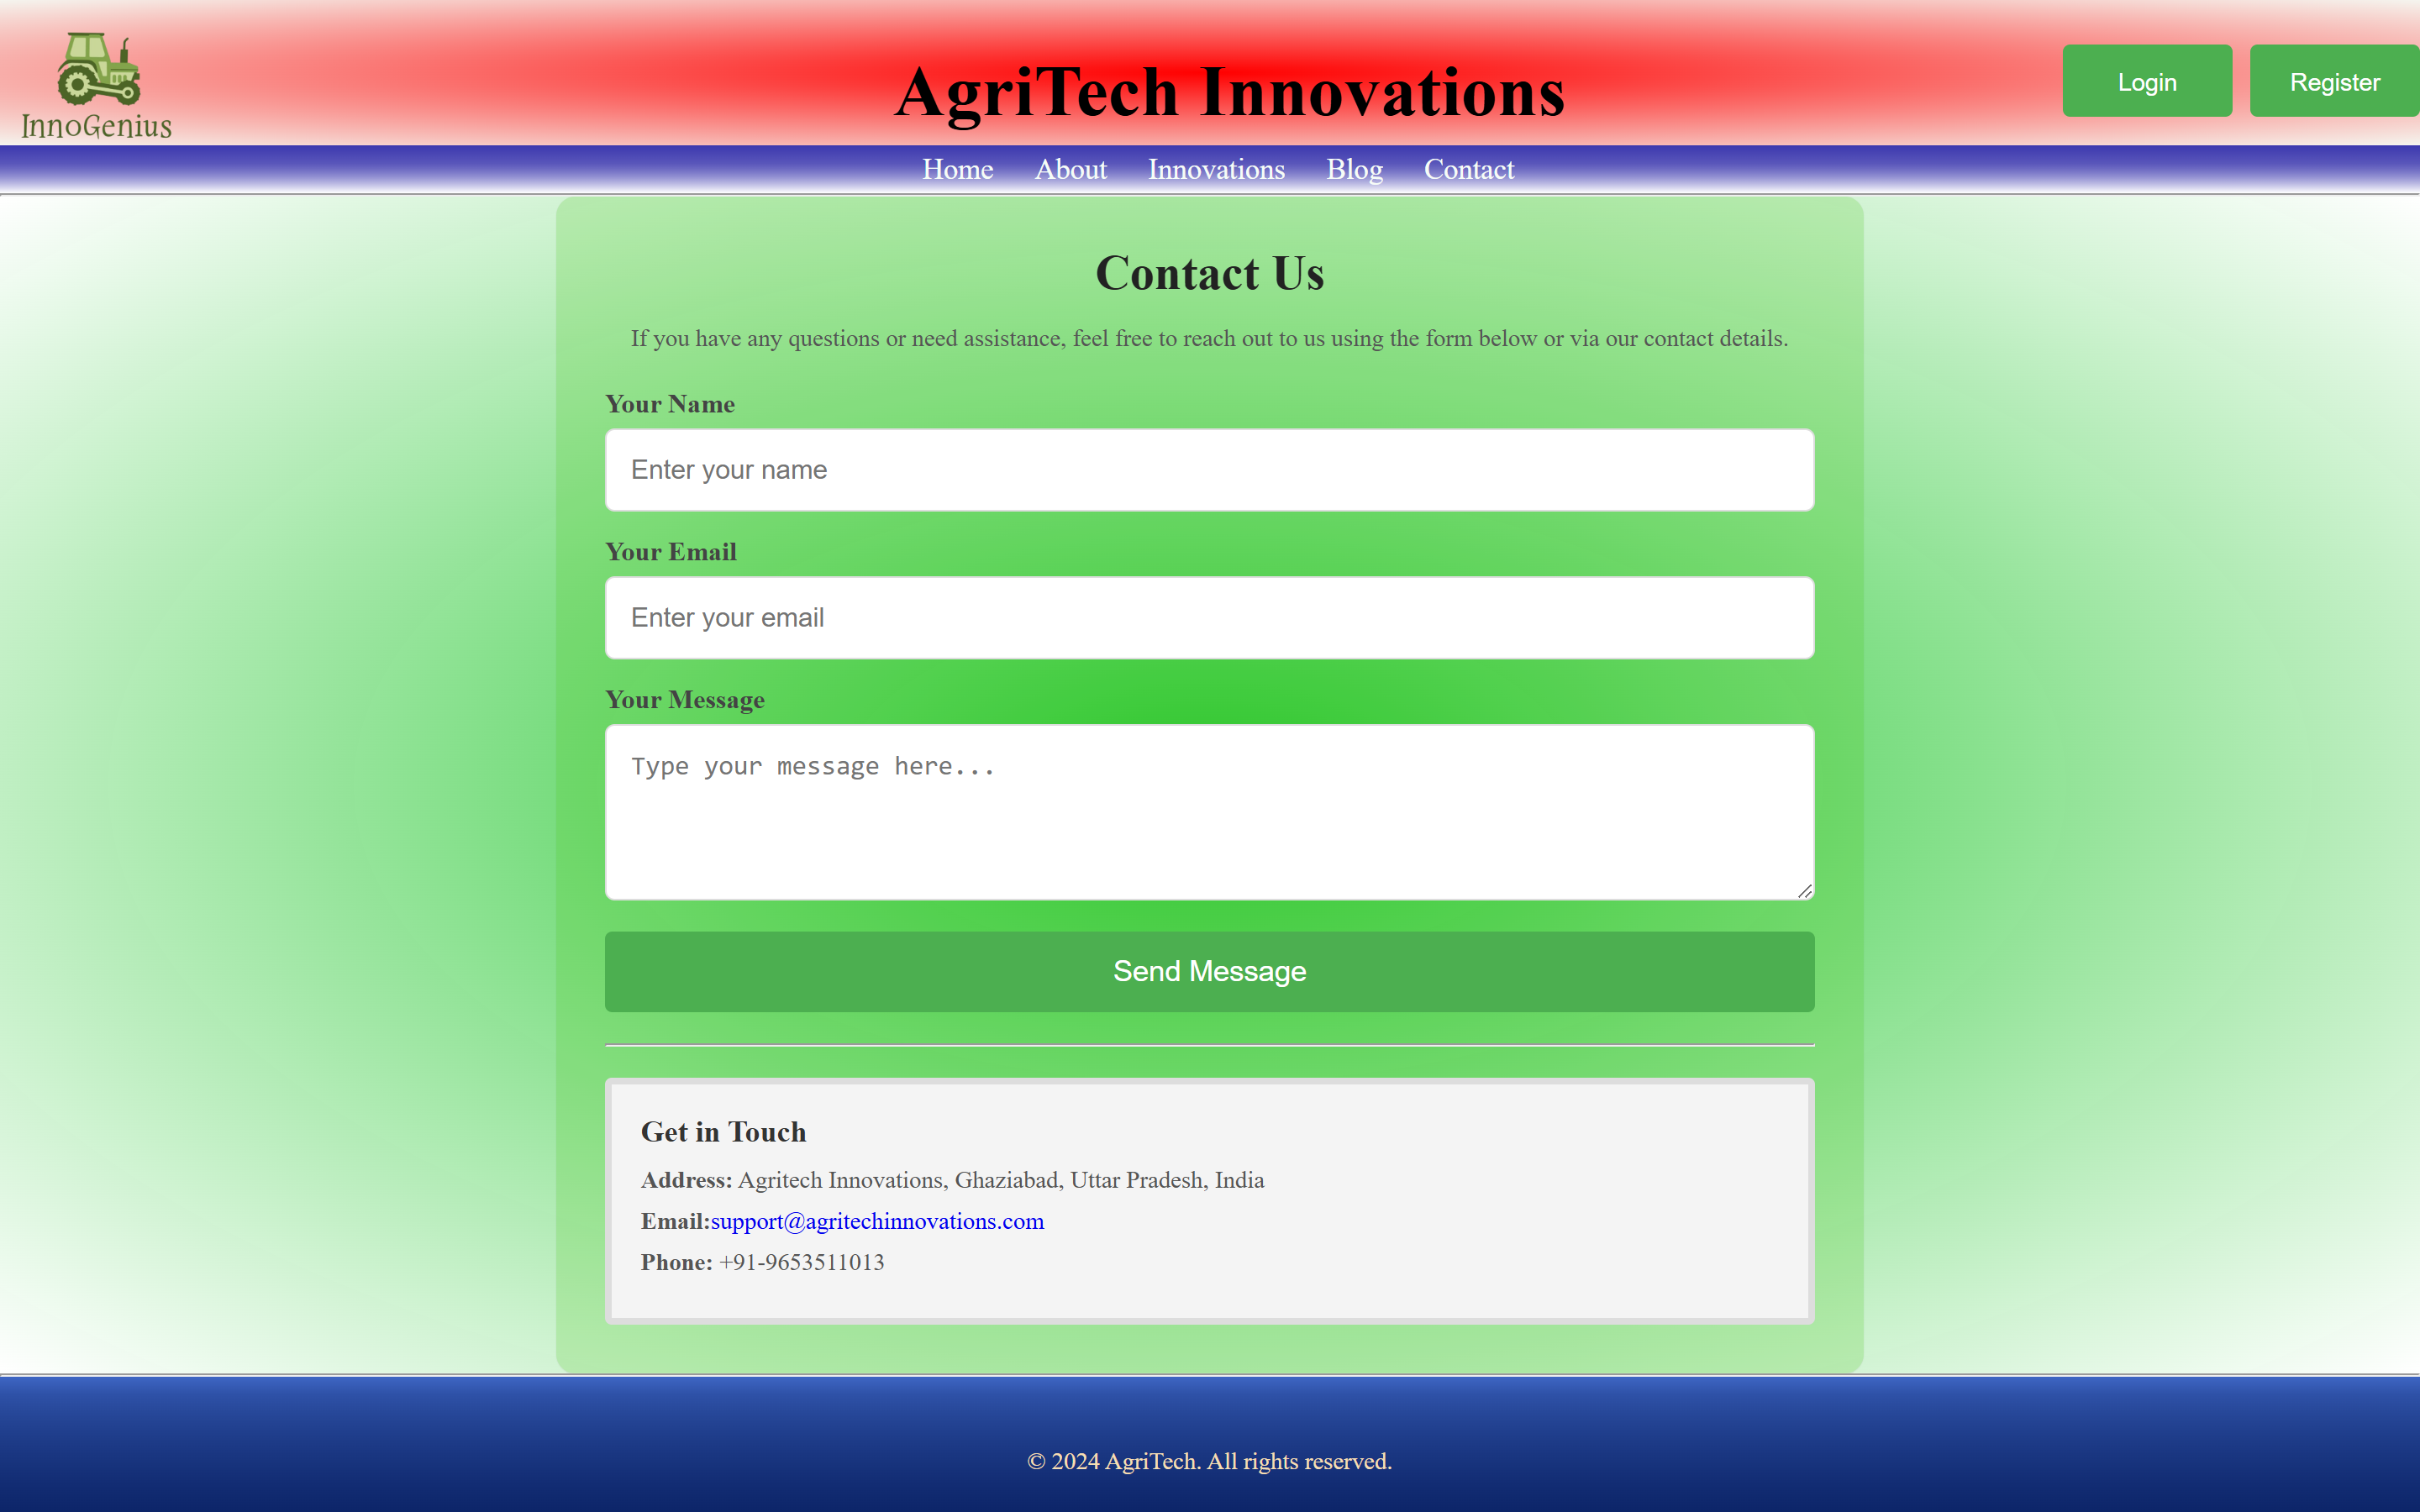 InnoGenius
AgriTech Innovations
Login
Register
Home About Innovations Blog Contact
Contact Us
If you have any questions or need assistance, feel free to reach out to us using the form below or via our contact details.
Your Name
Enter your name
Your Email
Enter your email
Your Message
Type your message here...
Send Message
Get in Touch
Address: Agritech Innovations, Ghaziabad, Uttar Pradesh, India
Email:support@agritechinnovations.com
Phone: +91-9653511013
© 2024 AgriTech. All rights reserved.